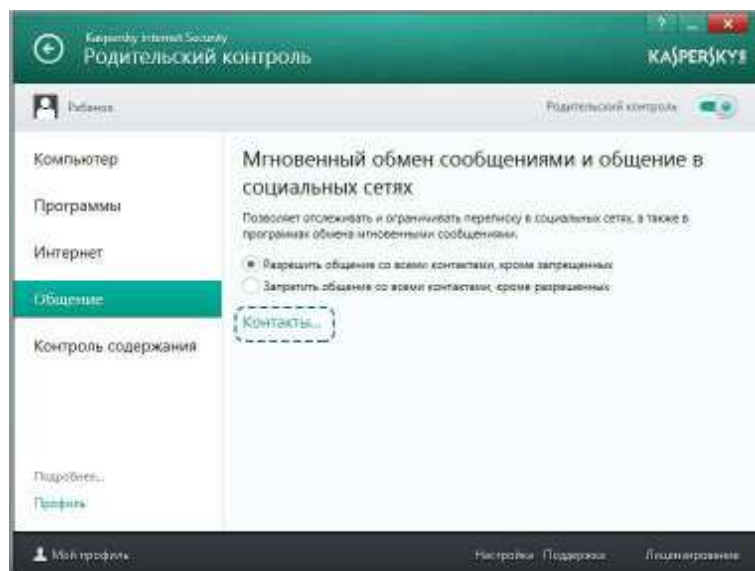 Kaspersky Internet Security
Родительский контроль
KASPERSKY
Родительский контроль
Компьютер
Программы
Интернет
Общение
Контроль содержания
Подробнее...
Профиль
Мгновенный обмен сообщениями и общение в
социальных сетях
Позволяет отслеживать и ограничивать переписку в социальных сетях, а также в
программах обмена мгновенными сообщениями.
Разрешить общение со всеми контактами, кроме запрещенных
Запретить общение со всеми контактами, кроме разрешенных
Контакты...
Мой профиль
Настройка Поддержка Лицензирование